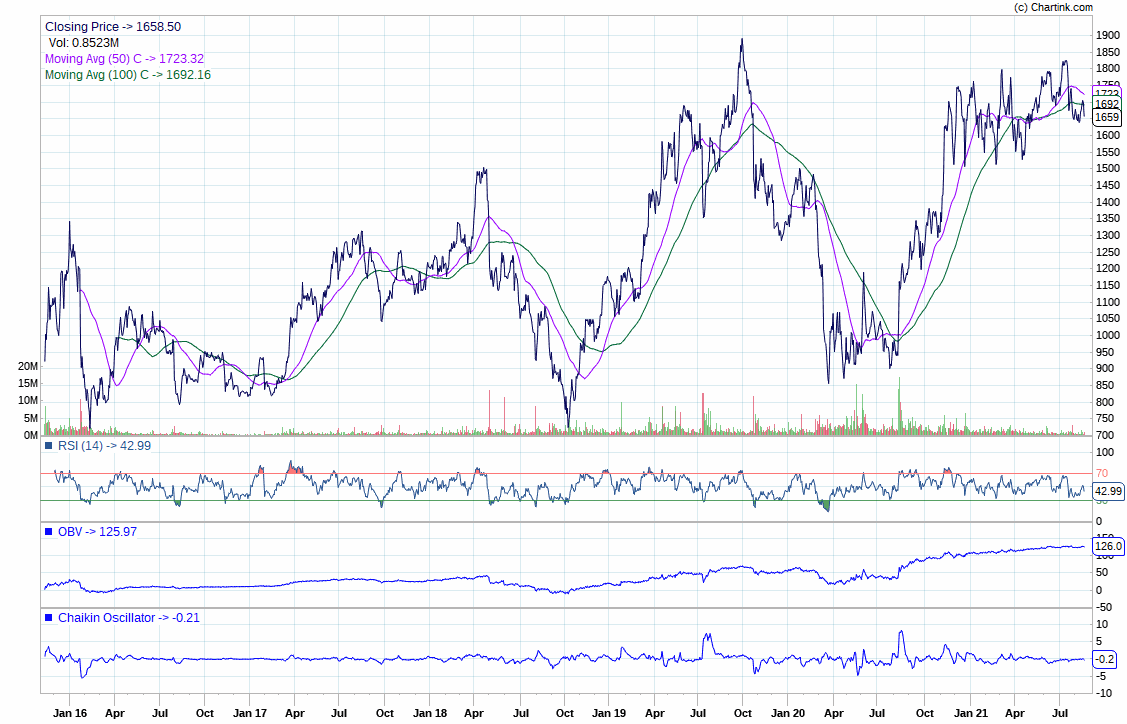 (c) Chartink.com
Closing Price -> 1658.50
Vol: 0.8523M
Moving Avg (50) C -> 1723.32
Moving Avg (100) C -> 1692.16
1900
1850
1800
1750
1723
1692
1659
1600
1550
1500
1450
1400
1350
1300
1250
1200
1150
1100
1050
1000
950
900
850
800
750
700
20M
15M
10M
5M
0M
RSI (14) -> 42.99
100
70
42.99
0
OBV -> 125.97
150
126.0
100
50
0
-50
Chaikin Oscillator -> -0.21
10
5
-0.2
-5
-10
Jan 16 Apr Jul Oct Jan 17 Apr Jul Oct Jan 18 Apr Jul Oct Jan 19 Apr Jul Oct Jan 20 Apr Jul Oct Jan 21 Apr Jul